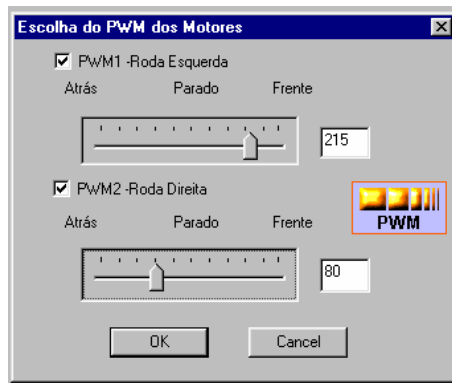 Escolha do PWM dos Motores
PWM1 -Roda Esquerda
Atrás Parado Frente
215
PWM2 -Roda Direita
Atrás Parado Frente
PWM
80
OK Cancel